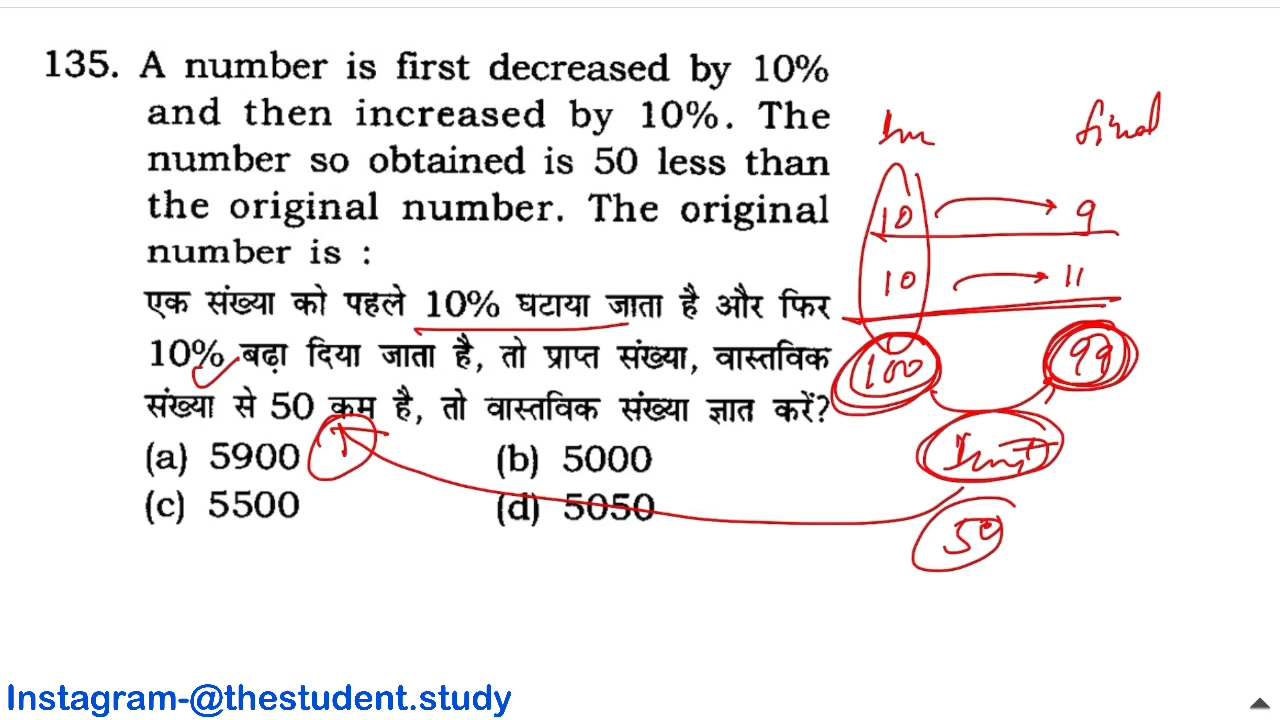 135. A number is first decreased by 10%
and then increased by 10%. The
number so obtained is 50 less than
the original number. The original
number is :
एक संख्या को पहले 10% घटाया जाता है और फिर
10% बढ़ा दिया जाता है, तो प्राप्त संख्या, वास्तविक
संख्या से 50 कम है, तो वास्तविक संख्या ज्ञात करें?
(a) 5900 (b) 5000
(c) 5500 (d) 5050
final
10 9
10 11
100 99
50
Instagram-@thestudent.study